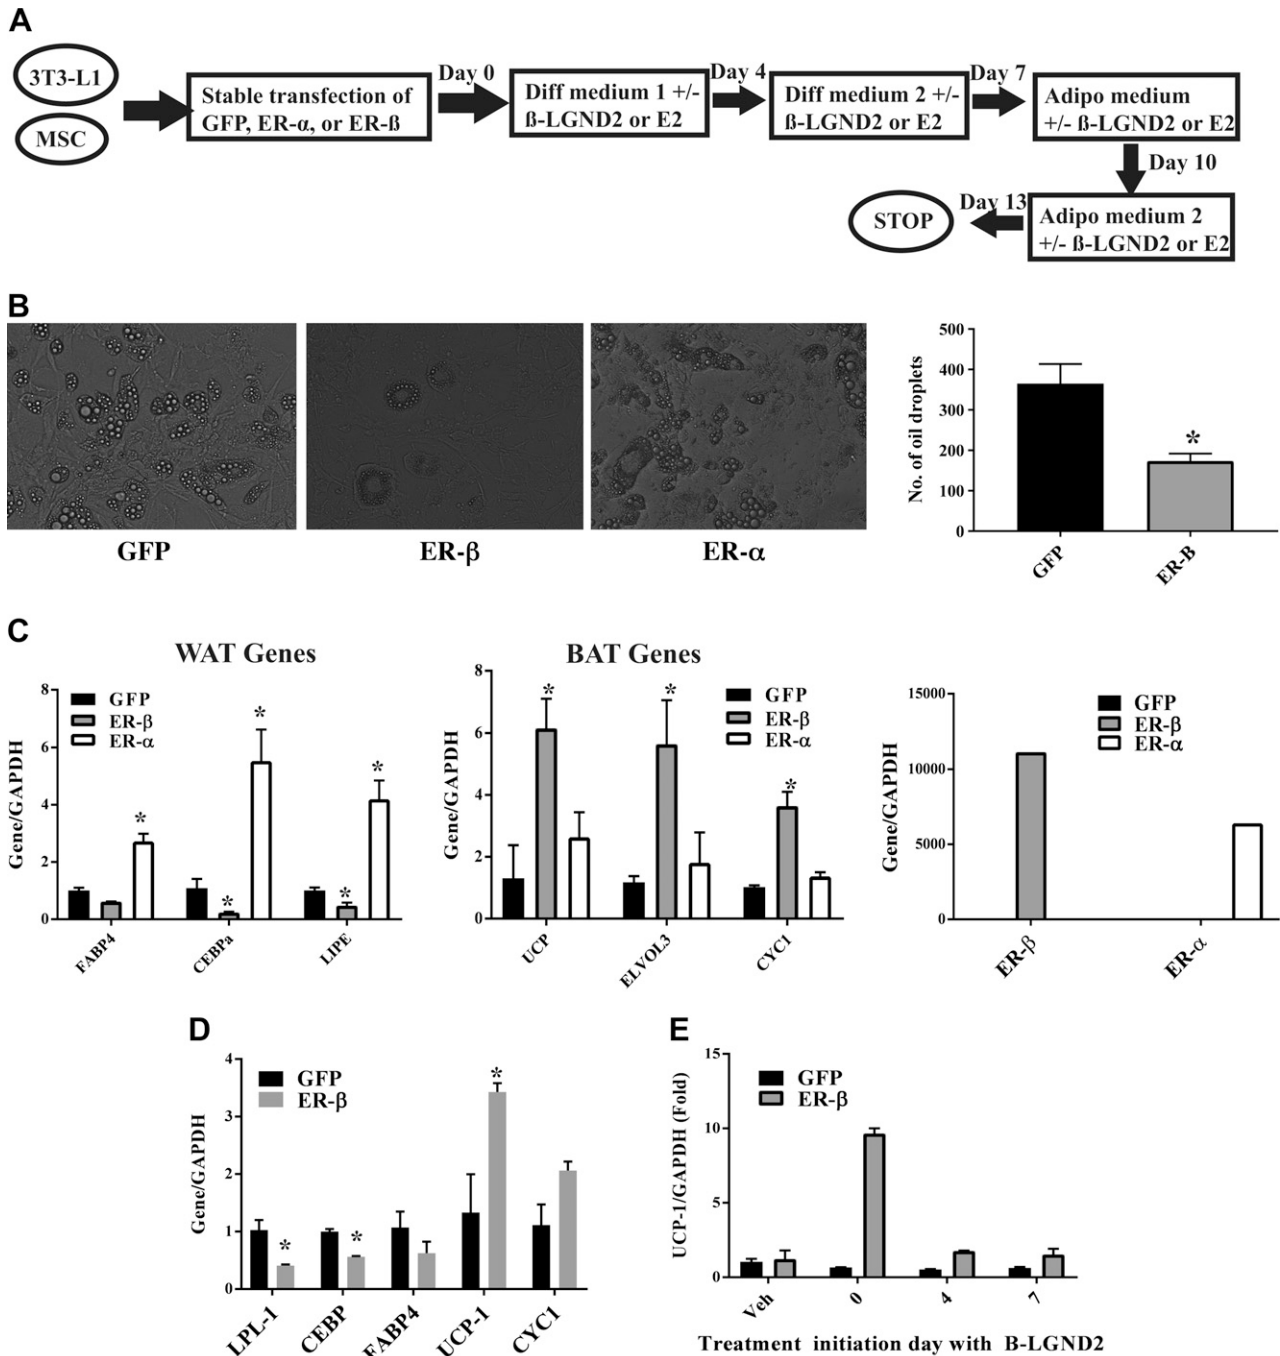 A
3T3-L1
MSC
Stable transfection of
GFP, ER-α, or ER-ß
Day 0
Diff medium 1 +/-
ß-LGND2 or E2
Day 4
Diff medium 2 +/-
ß-LGND2 or E2
Day 7
Adipo medium
+/- ß-LGND2 or E2
Day 10
Adipo medium 2
+/- ß-LGND2 or E2
Day 13
STOP
B
GFP
ER-β
ER-α
No. of oil droplets
500
400
300
200
100
0
*
GFP
ER-B
C
WAT Genes
Gene/GAPDH
8
6
4
2
0
GFP
ER-β
ER-α
*
*
*
*
*
FABP4
CEBPa
LIPE
BAT Genes
Gene/GAPDH
8
6
4
2
0
GFP
ER-β
ER-α
*
*
*
UCP
ELVOL3
CYC1
Gene/GAPDH
15000
10000
5000
0
GFP
ER-β
ER-α
ER-β
ER-α
D
Gene/GAPDH
4
3
2
1
0
GFP
ER-β
*
*
*
LPL-1
CEBP
FABP4
UCP-1
CYC1
E
UCP-1/GAPDH (Fold)
15
10
5
0
GFP
ER-β
Veh
0
4
7
Treatment initiation day with B-LGND2